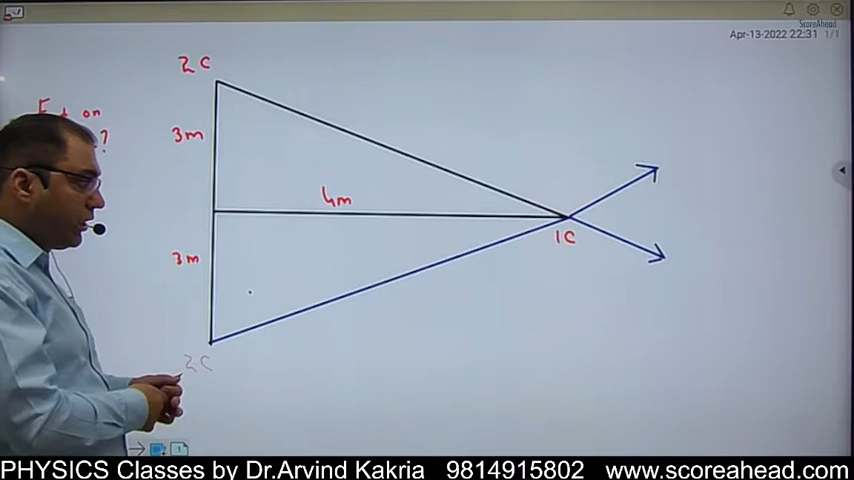 ScoreAhead
Apr-13-2022 22:31 1/1
2C
on
3m
?
4m
1C
3m
2C
PHYSICS Classes by Dr.Arvind Kakria 9814915802 www.scoreahead.com